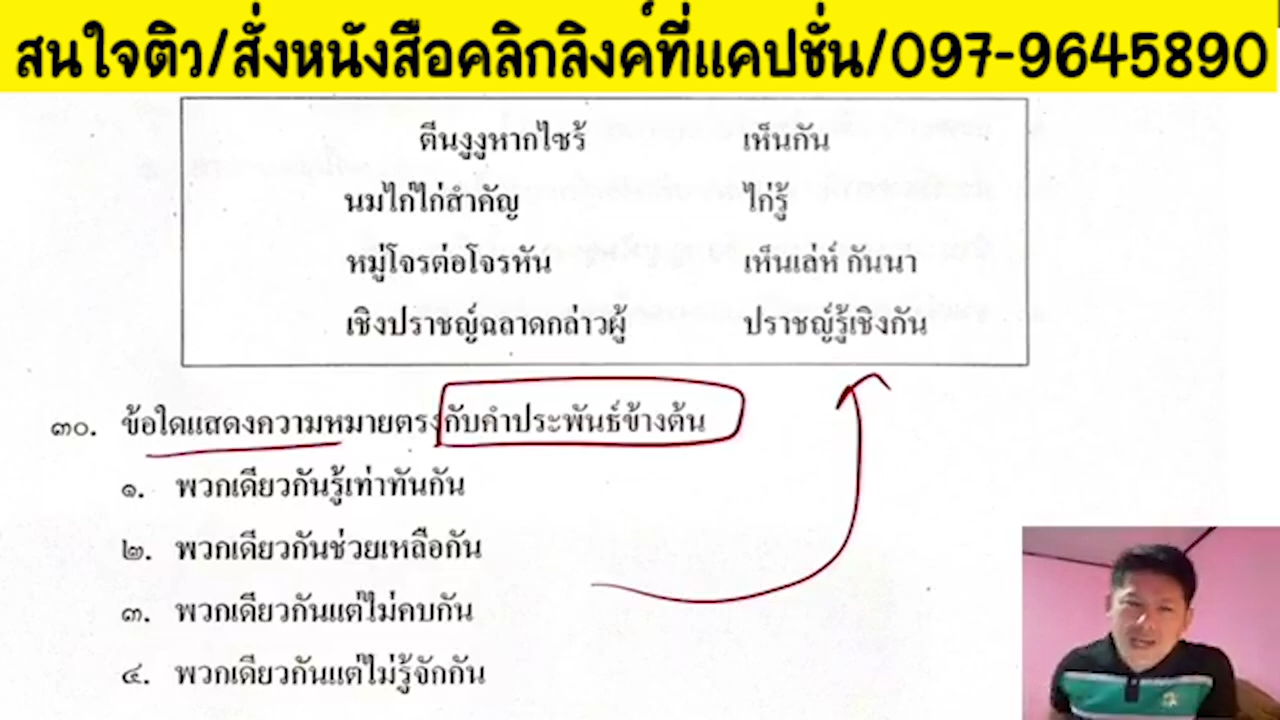 สนใจติว/สั่งหนังสือคลิกลิงค์ที่แคปชั่น/097-9645890
ตีนงูงูหากไซร้ เห็นกัน
นมไก่ไก่สำคัญ ไก่รู้
หมู่โจรต่อโจรหัน เห็นเล่ห์ กันนา
เชิงปราชญ์ฉลาดกล่าวผู้ ปราชญ์รู้เชิงกัน
๓๐. ข้อใดแสดงความหมายตรงกับคำประพันธ์ข้างต้น
๑. พวกเดียวกันรู้เท่าทันกัน
๒. พวกเดียวกันช่วยเหลือกัน
๓. พวกเดียวกันแต่ไม่คบกัน
๔. พวกเดียวกันแต่ไม่รู้จักกัน